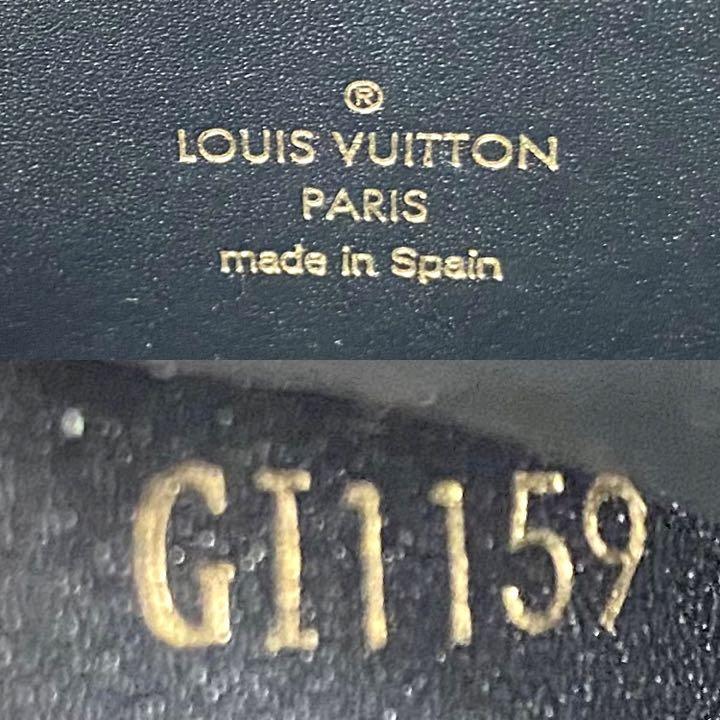 ®
LOUIS VUITTON
PARIS
made in Spain
GI1159